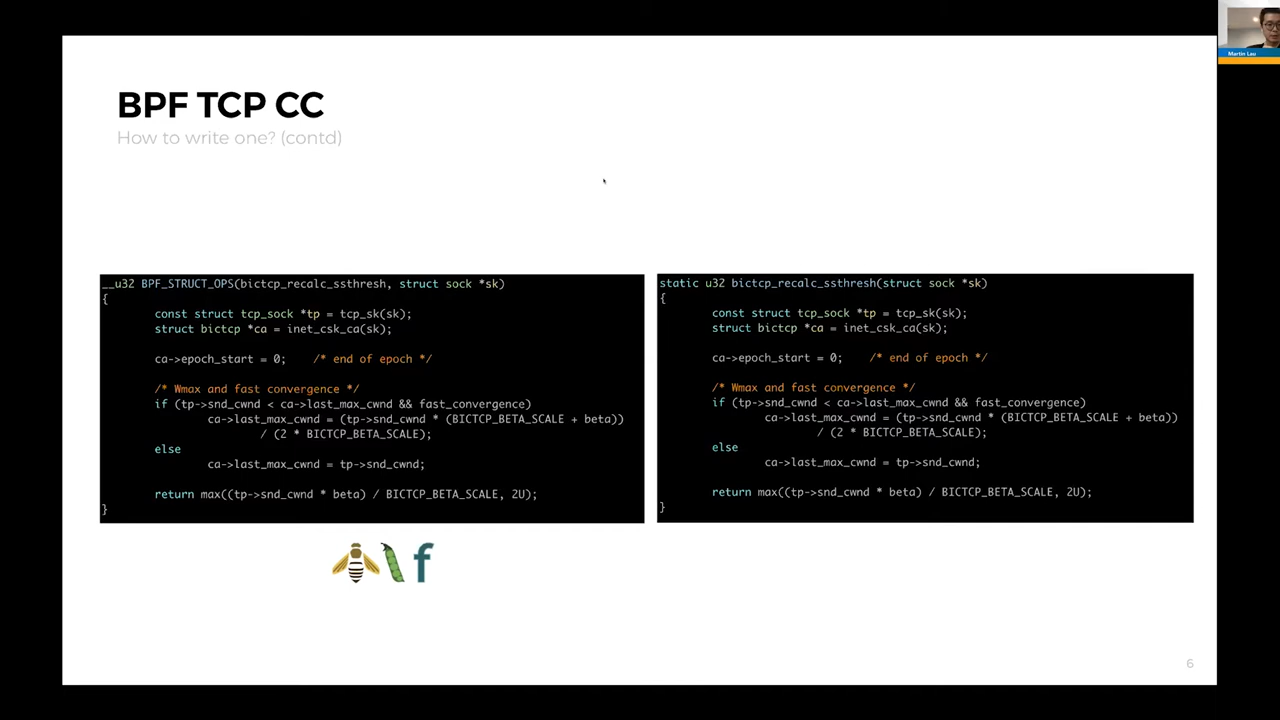 Martin Lau
BPF TCP CC
How to write one? (contd)
__u32 BPF_STRUCT_OPS(bictcp_recalc_ssthresh, struct sock *sk)
{
const struct tcp_sock *tp = tcp_sk(sk);
struct bictcp *ca = inet_csk_ca(sk);
ca->epoch_start = 0; /* end of epoch */
/* Wmax and fast convergence */
if (tp->snd_cwnd < ca->last_max_cwnd && fast_convergence)
ca->last_max_cwnd = (tp->snd_cwnd * (BICTCP_BETA_SCALE + beta))
/ (2 * BICTCP_BETA_SCALE);
else
ca->last_max_cwnd = tp->snd_cwnd;
return max((tp->snd_cwnd * beta) / BICTCP_BETA_SCALE, 2U);
}
static u32 bictcp_recalc_ssthresh(struct sock *sk)
{
const struct tcp_sock *tp = tcp_sk(sk);
struct bictcp *ca = inet_csk_ca(sk);
ca->epoch_start = 0; /* end of epoch */
/* Wmax and fast convergence */
if (tp->snd_cwnd < ca->last_max_cwnd && fast_convergence)
ca->last_max_cwnd = (tp->snd_cwnd * (BICTCP_BETA_SCALE + beta))
/ (2 * BICTCP_BETA_SCALE);
else
ca->last_max_cwnd = tp->snd_cwnd;
return max((tp->snd_cwnd * beta) / BICTCP_BETA_SCALE, 2U);
}
f
6